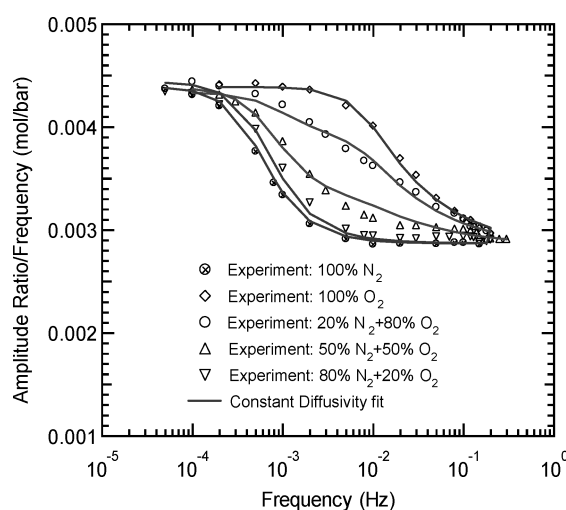 0.005
0.004
0.003
0.002
0.001
Amplitude Ratio/Frequency (mol/bar)
Experiment: 100% N₂
Experiment: 100% O₂
Experiment: 20% N₂+80% O₂
Experiment: 50% N₂+50% O₂
Experiment: 80% N₂+20% O₂
Constant Diffusivity fit
10⁻⁵ 10⁻⁴ 10⁻³ 10⁻² 10⁻¹ 10⁰
Frequency (Hz)